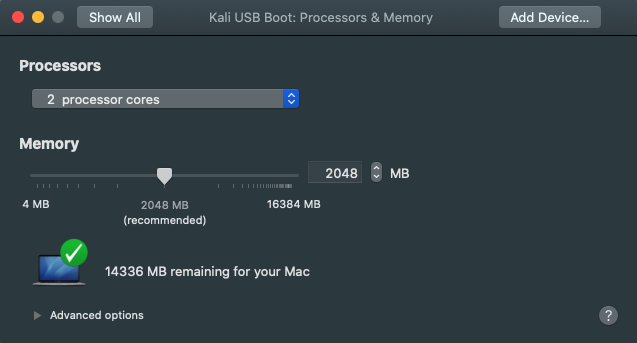 Show All
Kali USB Boot: Processors & Memory
Add Device...
Processors
2 processor cores
Memory
2048 MB
4 MB
2048 MB
16384 MB
(recommended)
14336 MB remaining for your Mac
Advanced options
?